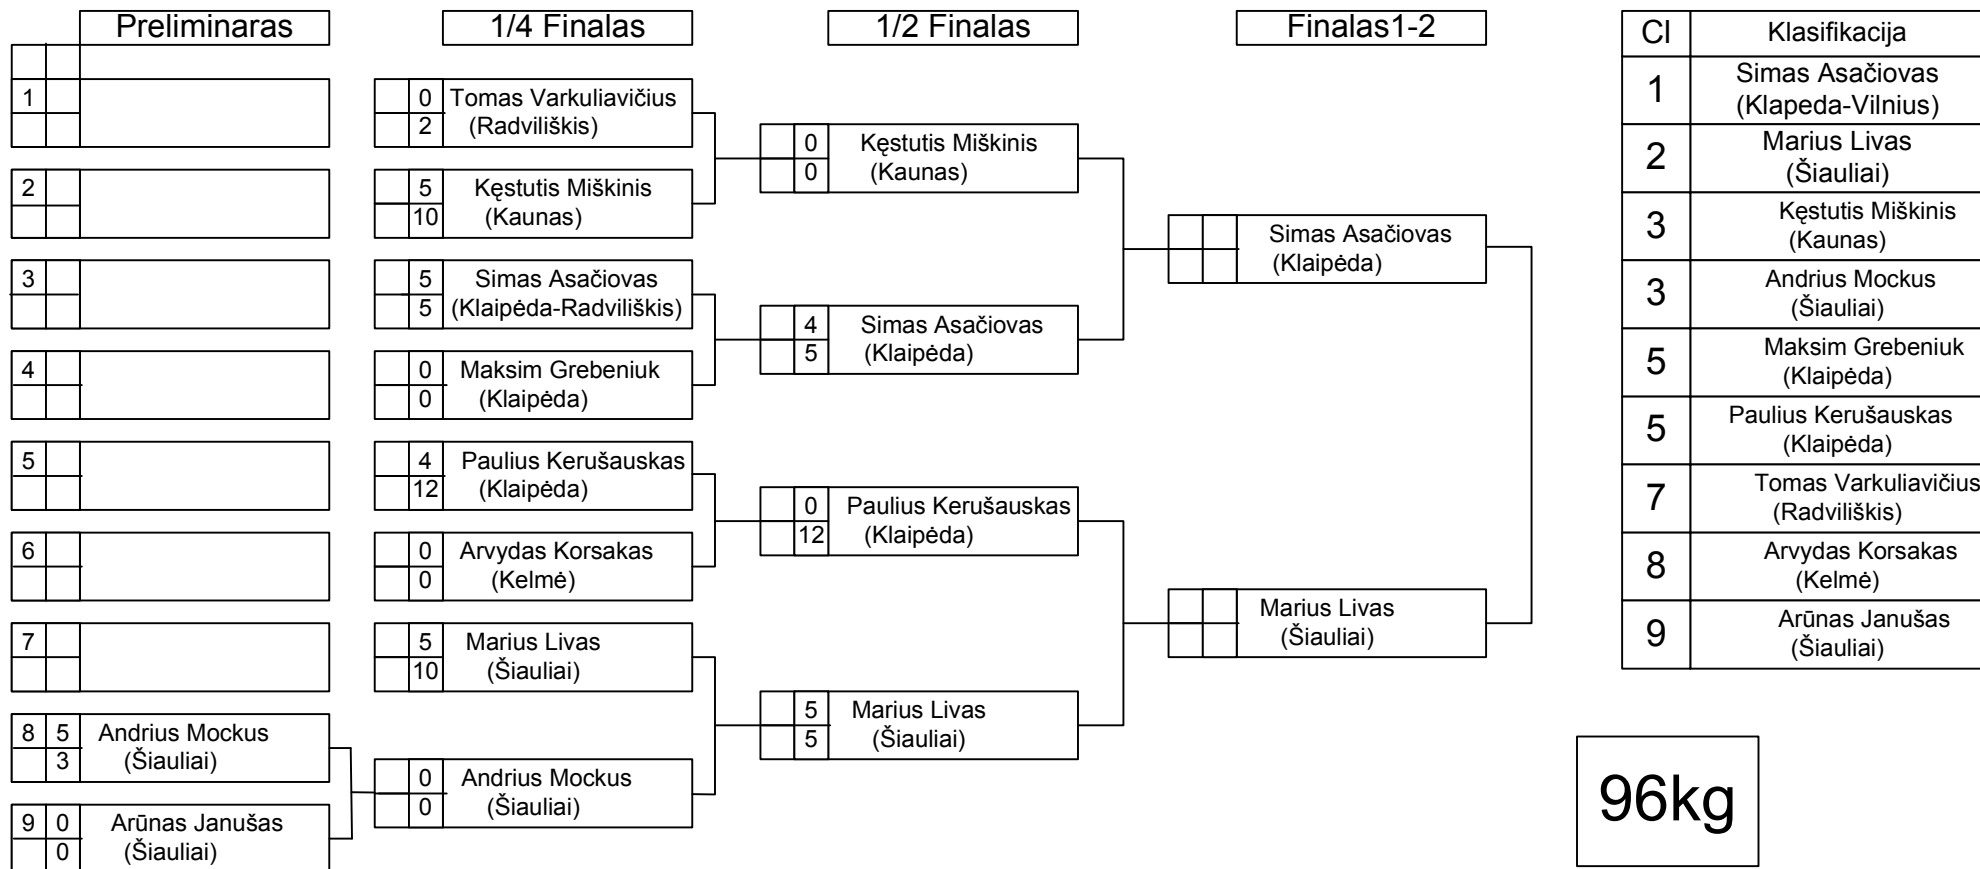 Preliminaras
1/4 Finalas
1/2 Finalas
Finalas1-2
1
2
3
4
5
6
7
8 5
3
Andrius Mockus
(Šiauliai)
9 0
0
Arūnas Janušas
(Šiauliai)
0
2
Tomas Varkuliavičius
(Radviliškis)
5
10
Kęstutis Miškinis
(Kaunas)
5
5
Simas Asačiovas
(Klaipėda-Radviliškis)
0
0
Maksim Grebeniuk
(Klaipėda)
4
12
Paulius Kerušauskas
(Klaipėda)
0
0
Arvydas Korsakas
(Kelmė)
5
10
Marius Livas
(Šiauliai)
0
0
Andrius Mockus
(Šiauliai)
0
0
Kęstutis Miškinis
(Kaunas)
4
5
Simas Asačiovas
(Klaipėda)
0
12
Paulius Kerušauskas
(Klaipėda)
5
5
Marius Livas
(Šiauliai)
Simas Asačiovas
(Klaipėda)
Marius Livas
(Šiauliai)
Cl Klasifikacija
1 Simas Asačiovas
(Klapeda-Vilnius)
2 Marius Livas
(Šiauliai)
3 Kęstutis Miškinis
(Kaunas)
3 Andrius Mockus
(Šiauliai)
5 Maksim Grebeniuk
(Klaipėda)
5 Paulius Kerušauskas
(Klaipėda)
7 Tomas Varkuliavičius
(Radviliškis)
8 Arvydas Korsakas
(Kelmė)
9 Arūnas Janušas
(Šiauliai)
96kg